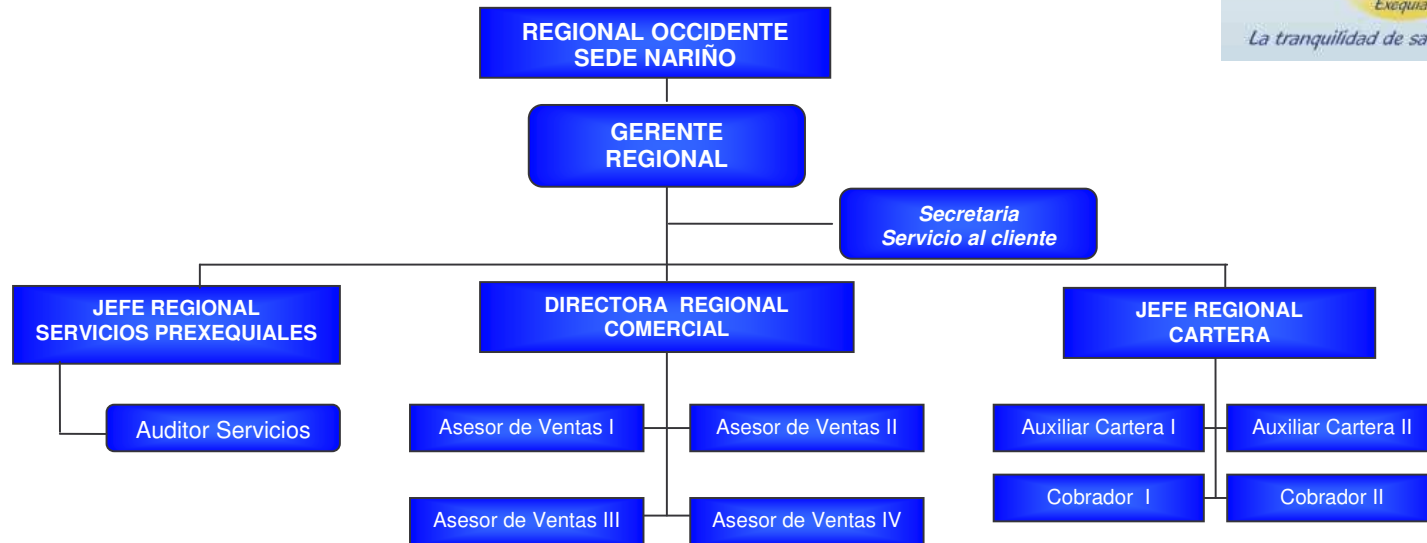 Exequia
La tranquilidad de sa
REGIONAL OCCIDENTE
SEDE NARIÑO
GERENTE
REGIONAL
Secretaria
Servicio al cliente
JEFE REGIONAL
SERVICIOS PREXEQUIALES
DIRECTORA REGIONAL
COMERCIAL
JEFE REGIONAL
CARTERA
Auditor Servicios
Asesor de Ventas I
Asesor de Ventas II
Auxiliar Cartera I
Auxiliar Cartera II
Asesor de Ventas III
Asesor de Ventas IV
Cobrador I
Cobrador II